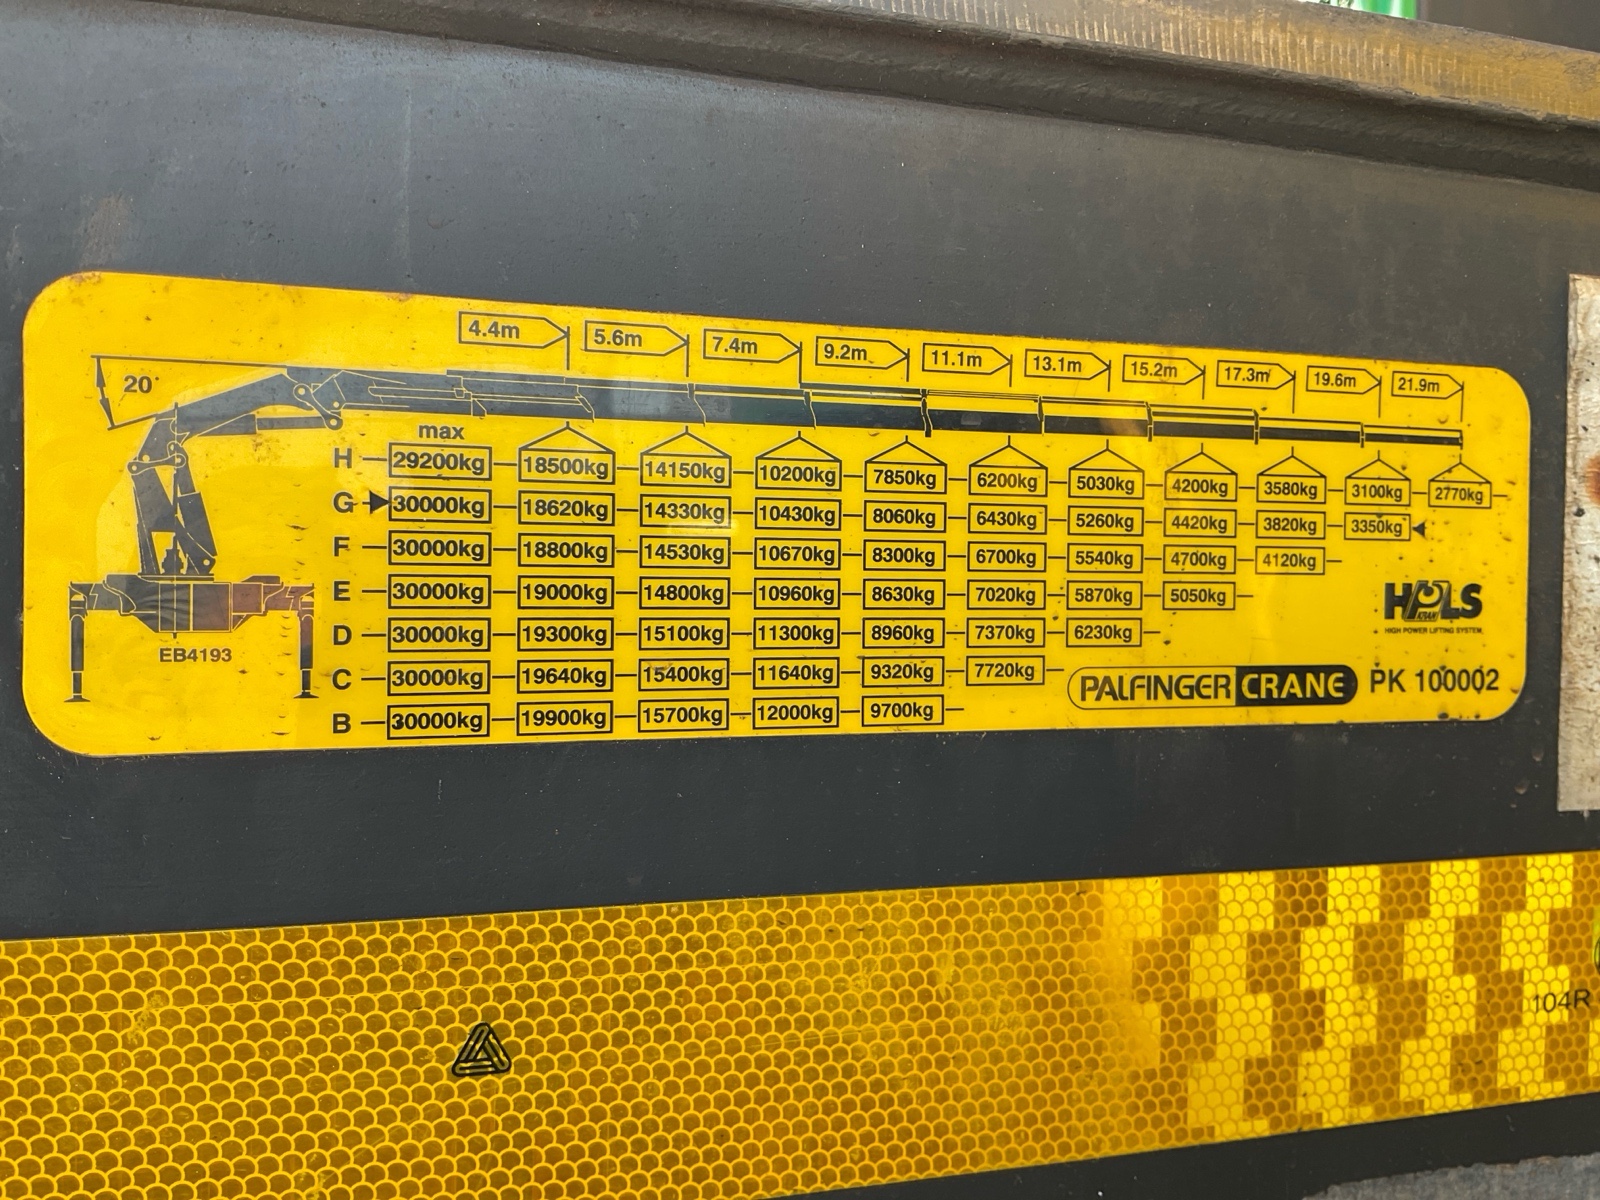 4.4m 5.6m 7.4m 9.2m 11.1m 13.1m 15.2m 17.3m 19.6m 21.9m
20°
max
H 29200kg 18500kg 14150kg 10200kg 7850kg 6200kg 5030kg 4200kg 3580kg 3100kg 2770kg
G 30000kg 18620kg 14330kg 10430kg 8060kg 6430kg 5260kg 4420kg 3820kg 3350kg
F 30000kg 18800kg 14530kg 10670kg 8300kg 6700kg 5540kg 4700kg 4120kg
E 30000kg 19000kg 14800kg 10960kg 8630kg 7020kg 5870kg 5050kg
D 30000kg 19300kg 15100kg 11300kg 8960kg 7370kg 6230kg
C 30000kg 19640kg 15400kg 11640kg 9320kg 7720kg
B 30000kg 19900kg 15700kg 12000kg 9700kg
EB4193
HPLS
KRAN
HIGH POWER LIFTING SYSTEM
PALFINGER CRANE PK 100002
104R